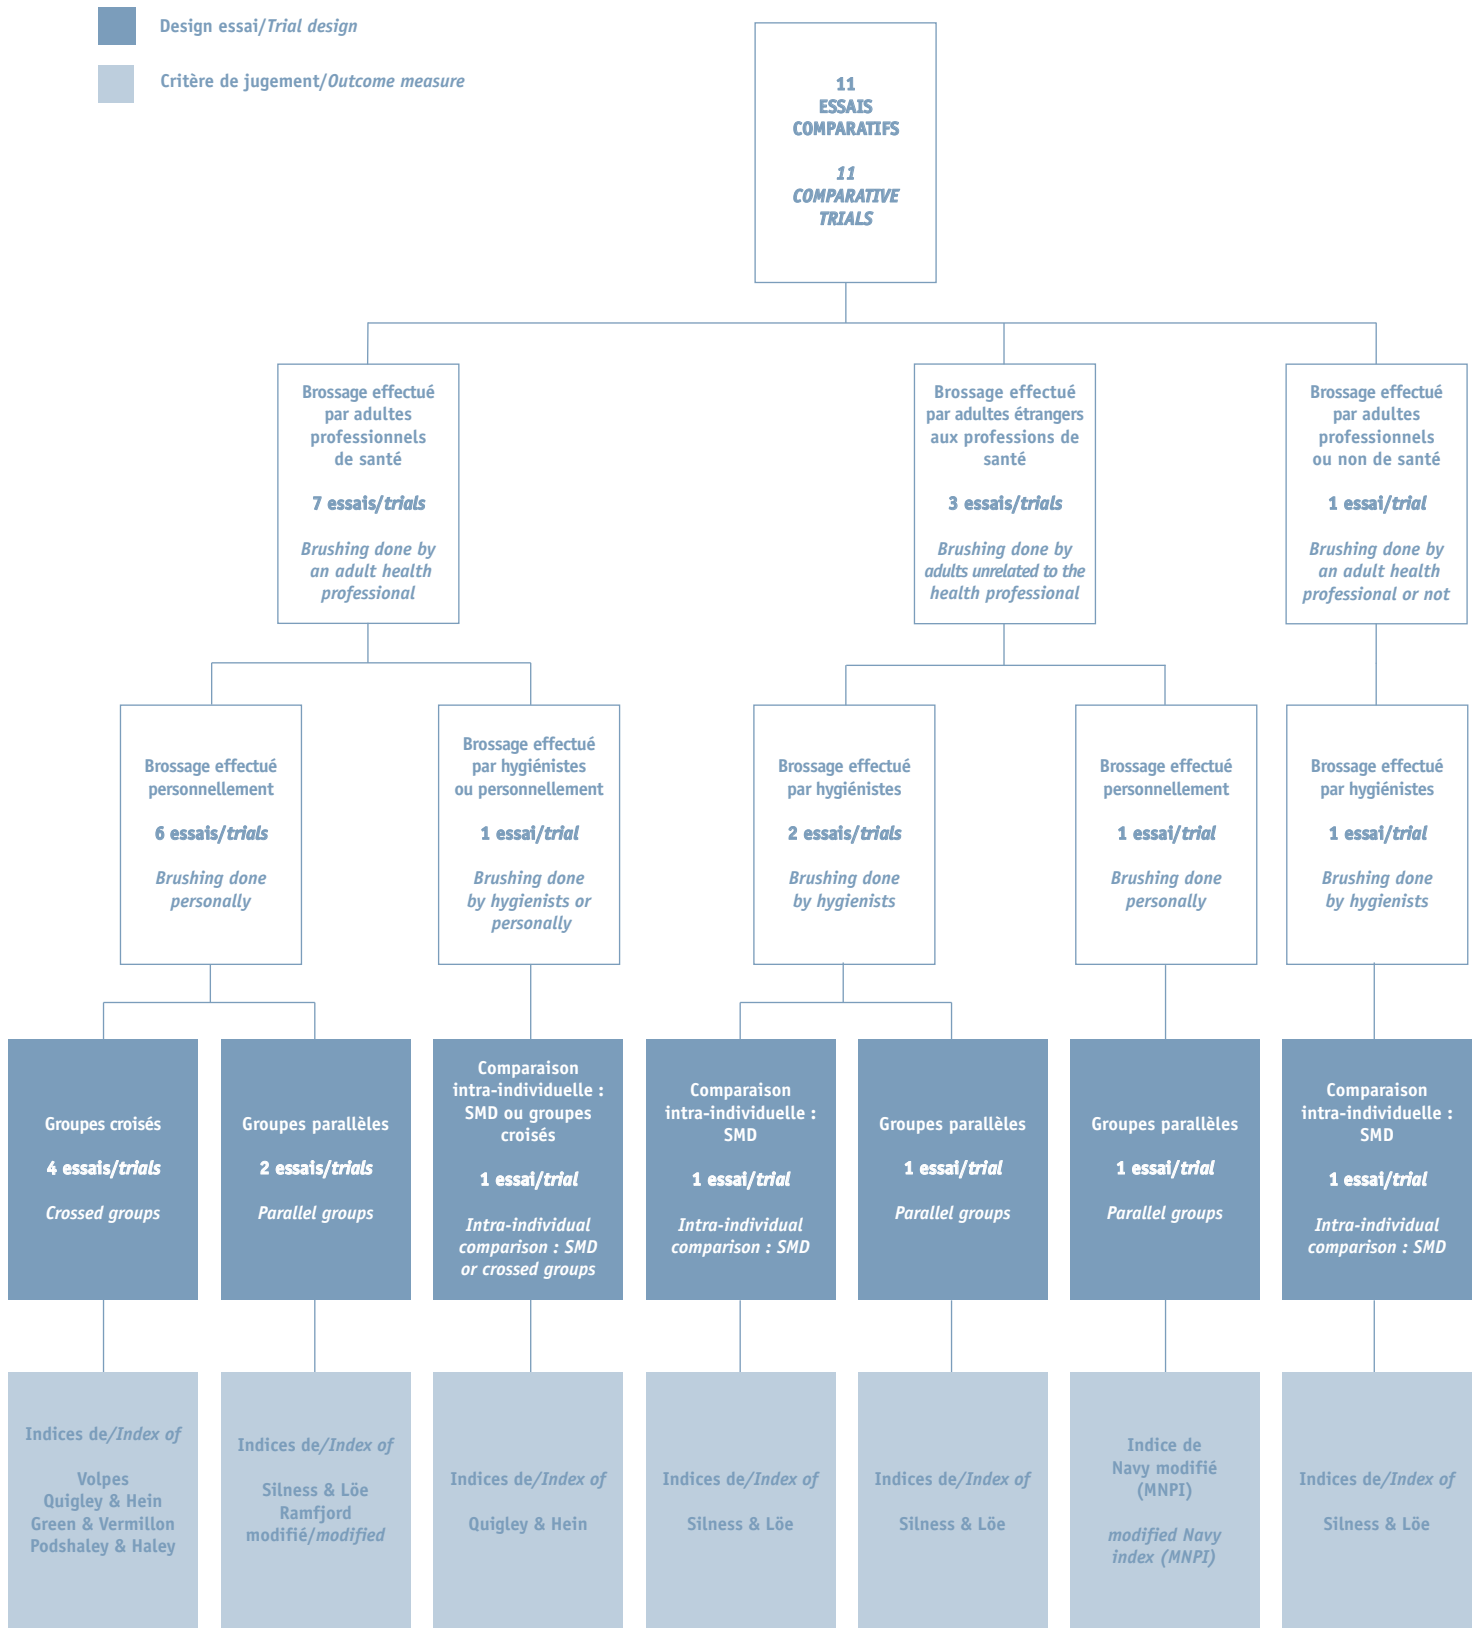 Design essai/Trial design
Critère de jugement/Outcome measure
11
ESSAIS
COMPARATIFS
11
COMPARATIVE
TRIALS
Brossage effectué
par adultes
professionnels
de santé
7 essais/trials
Brushing done by
an adult health
professional
Brossage effectué
par adultes étrangers
aux professions de
santé
3 essais/trials
Brushing done by
adults unrelated to the
health professional
Brossage effectué
par adultes
professionnels
ou non de santé
1 essai/trial
Brushing done by
an adult health
professional or not
Brossage effectué
personnellement
6 essais/trials
Brushing done
personally
Brossage effectué
par hygiénistes
ou personnellement
1 essai/trial
Brushing done
by hygienists or
personally
Brossage effectué
par hygiénistes
2 essais/trials
Brushing done
by hygienists
Brossage effectué
personnellement
1 essai/trial
Brushing done
personally
Brossage effectué
par hygiénistes
1 essai/trial
Brushing done
by hygienists
Groupes croisés
4 essais/trials
Crossed groups
Groupes parallèles
2 essais/trials
Parallel groups
Comparaison
intra-individuelle :
SMD ou groupes
croisés
1 essai/trial
Intra-individual
comparison : SMD
or crossed groups
Comparaison
intra-individuelle :
SMD
1 essai/trial
Intra-individual
comparison : SMD
Groupes parallèles
1 essai/trial
Parallel groups
Groupes parallèles
1 essai/trial
Parallel groups
Comparaison
intra-individuelle :
SMD
1 essai/trial
Intra-individual
comparison : SMD
Indices de/Index of
Volpes
Quigley & Hein
Green & Vermillon
Podshaley & Haley
Indices de/Index of
Silness & Löe
Ramfjord
modifié/modified
Indices de/Index of
Quigley & Hein
Indices de/Index of
Silness & Löe
Indices de/Index of
Silness & Löe
Indice de
Navy modifié
(MNPI)
modified Navy
index (MNPI)
Indices de/Index of
Silness & Löe